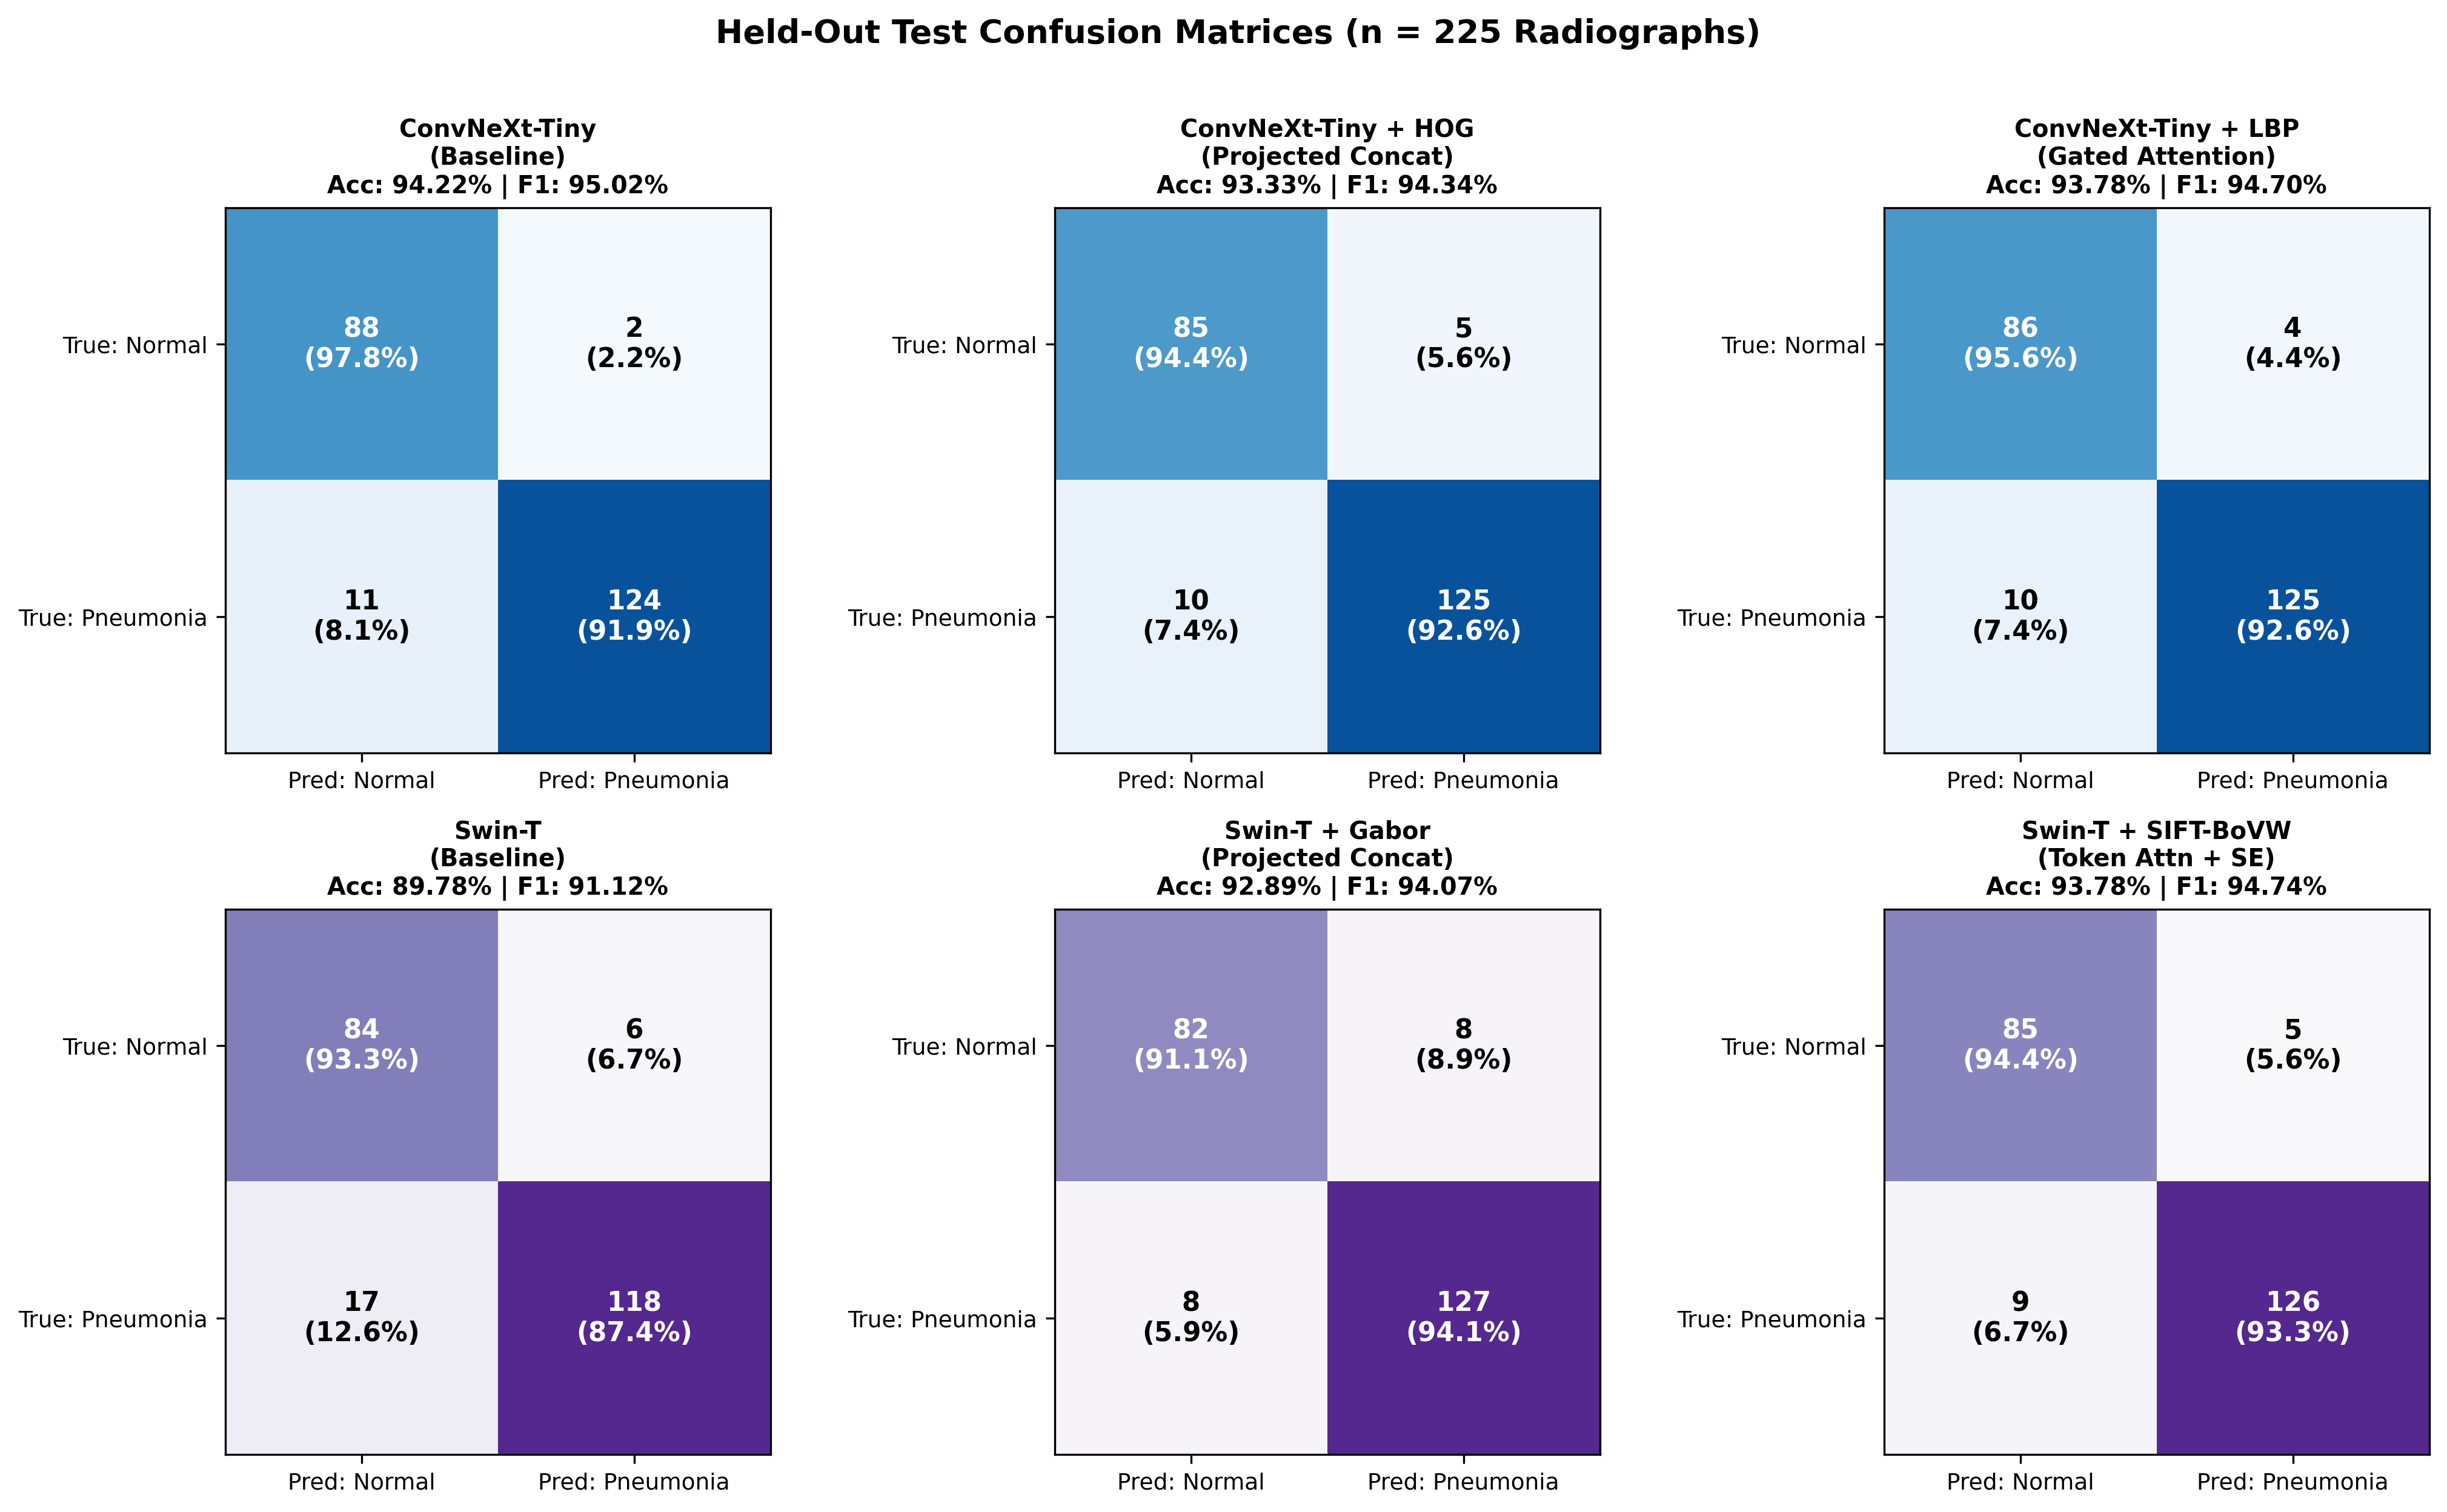 Held-Out Test Confusion Matrices (n = 225 Radiographs)
ConvNeXt-Tiny
(Baseline)
Acc: 94.22% | F1: 95.02%
True: Normal
88
(97.8%)
2
(2.2%)
True: Pneumonia
11
(8.1%)
124
(91.9%)
Pred: Normal
Pred: Pneumonia
ConvNeXt-Tiny + HOG
(Projected Concat)
Acc: 93.33% | F1: 94.34%
True: Normal
85
(94.4%)
5
(5.6%)
True: Pneumonia
10
(7.4%)
125
(92.6%)
Pred: Normal
Pred: Pneumonia
ConvNeXt-Tiny + LBP
(Gated Attention)
Acc: 93.78% | F1: 94.70%
True: Normal
86
(95.6%)
4
(4.4%)
True: Pneumonia
10
(7.4%)
125
(92.6%)
Pred: Normal
Pred: Pneumonia
Swin-T
(Baseline)
Acc: 89.78% | F1: 91.12%
True: Normal
84
(93.3%)
6
(6.7%)
True: Pneumonia
17
(12.6%)
118
(87.4%)
Pred: Normal
Pred: Pneumonia
Swin-T + Gabor
(Projected Concat)
Acc: 92.89% | F1: 94.07%
True: Normal
82
(91.1%)
8
(8.9%)
True: Pneumonia
8
(5.9%)
127
(94.1%)
Pred: Normal
Pred: Pneumonia
Swin-T + SIFT-BoVW
(Token Attn + SE)
Acc: 93.78% | F1: 94.74%
True: Normal
85
(94.4%)
5
(5.6%)
True: Pneumonia
9
(6.7%)
126
(93.3%)
Pred: Normal
Pred: Pneumonia